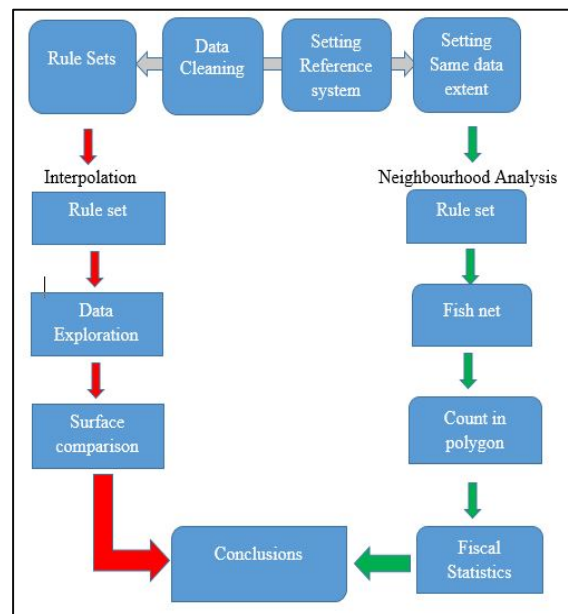 Rule Sets
Data
Cleaning
Setting
Reference
system
Setting
Same data
extent
Interpolation
Neighbourhood Analysis
Rule set
Rule set
Data
Exploration
Fish net
Surface
comparison
Count in
polygon
Conclusions
Fiscal
Statistics